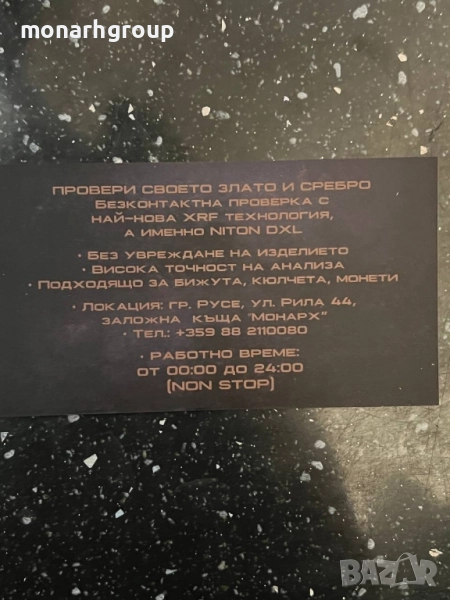 monarhgroup
ПРОВЕРИ СВОЕТО ЗЛАТО И СРЕБРО
БЕЗКОНТАКТНА ПРОВЕРКА С
НАЙ-НОВА XRF ТЕХНОЛОГИЯ,
А ИМЕННО NITON DXL
• БЕЗ УВРЕЖДАНЕ НА ИЗДЕЛИЕТО
• ВИСОКА ТОЧНОСТ НА АНАЛИЗА
• ПОДХОДЯЩО ЗА БИЖУТА, КЮЛЧЕТА, МОНЕТИ
• ЛОКАЦИЯ: ГР. РУСЕ, УЛ. РИЛА 44,
ЗАЛОЖНА КЪЩА "МОНАРХ"
• ТЕЛ.: +359 88 2110080
• РАБОТНО ВРЕМЕ:
ОТ 00:00 ДО 24:00
(NON STOP)
BAZAR